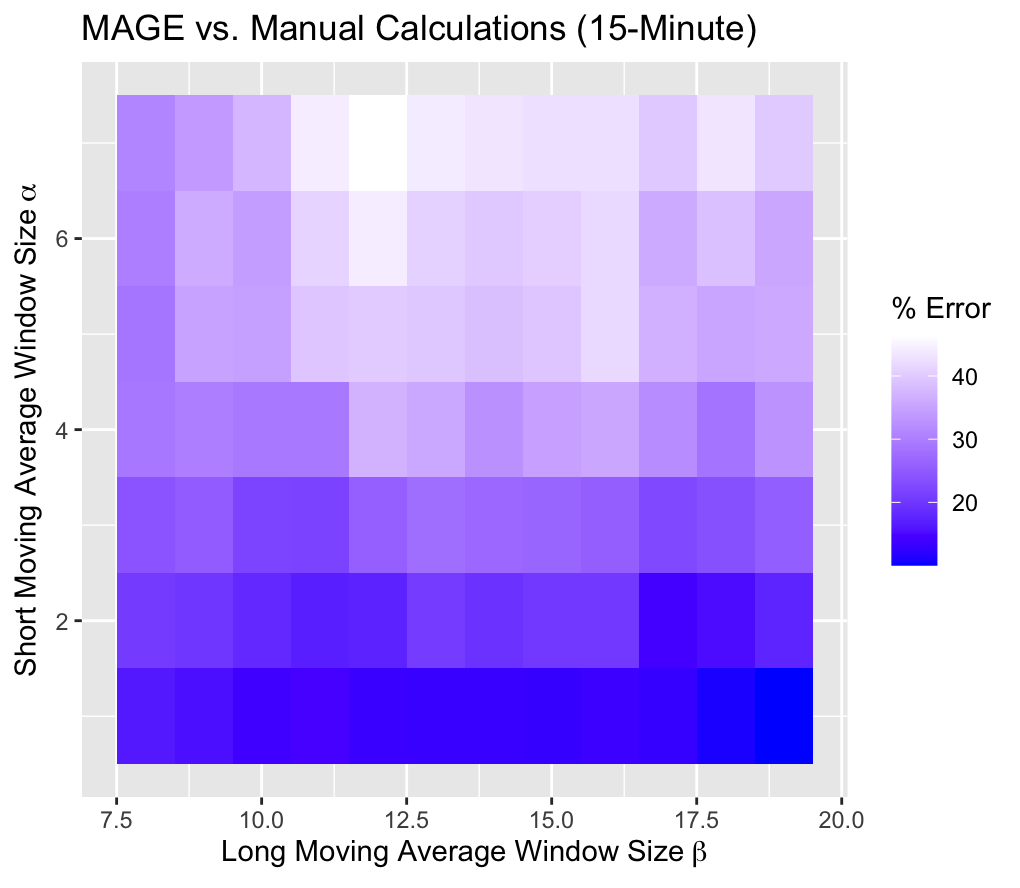 MAGE vs. Manual Calculations (15-Minute)
Short Moving Average Window Size α
6
4
2
7.5 10.0 12.5 15.0 17.5 20.0
Long Moving Average Window Size β
% Error
40
30
20